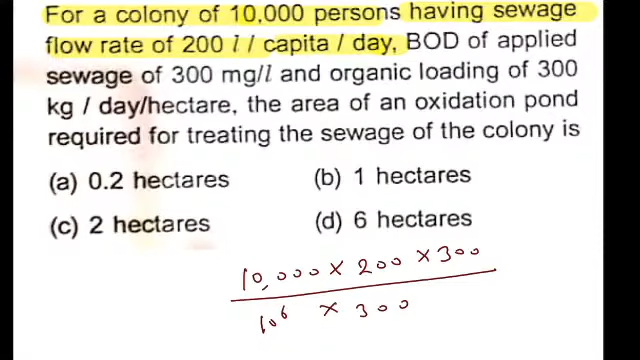 For a colony of 10,000 persons having sewage
flow rate of 200 l / capita / day, BOD of applied
sewage of 300 mg/l and organic loading of 300
kg / day/hectare, the area of an oxidation pond
required for treating the sewage of the colony is
(a) 0.2 hectares (b) 1 hectares
(c) 2 hectares (d) 6 hectares
10,000 × 200 × 300
10⁶ × 300